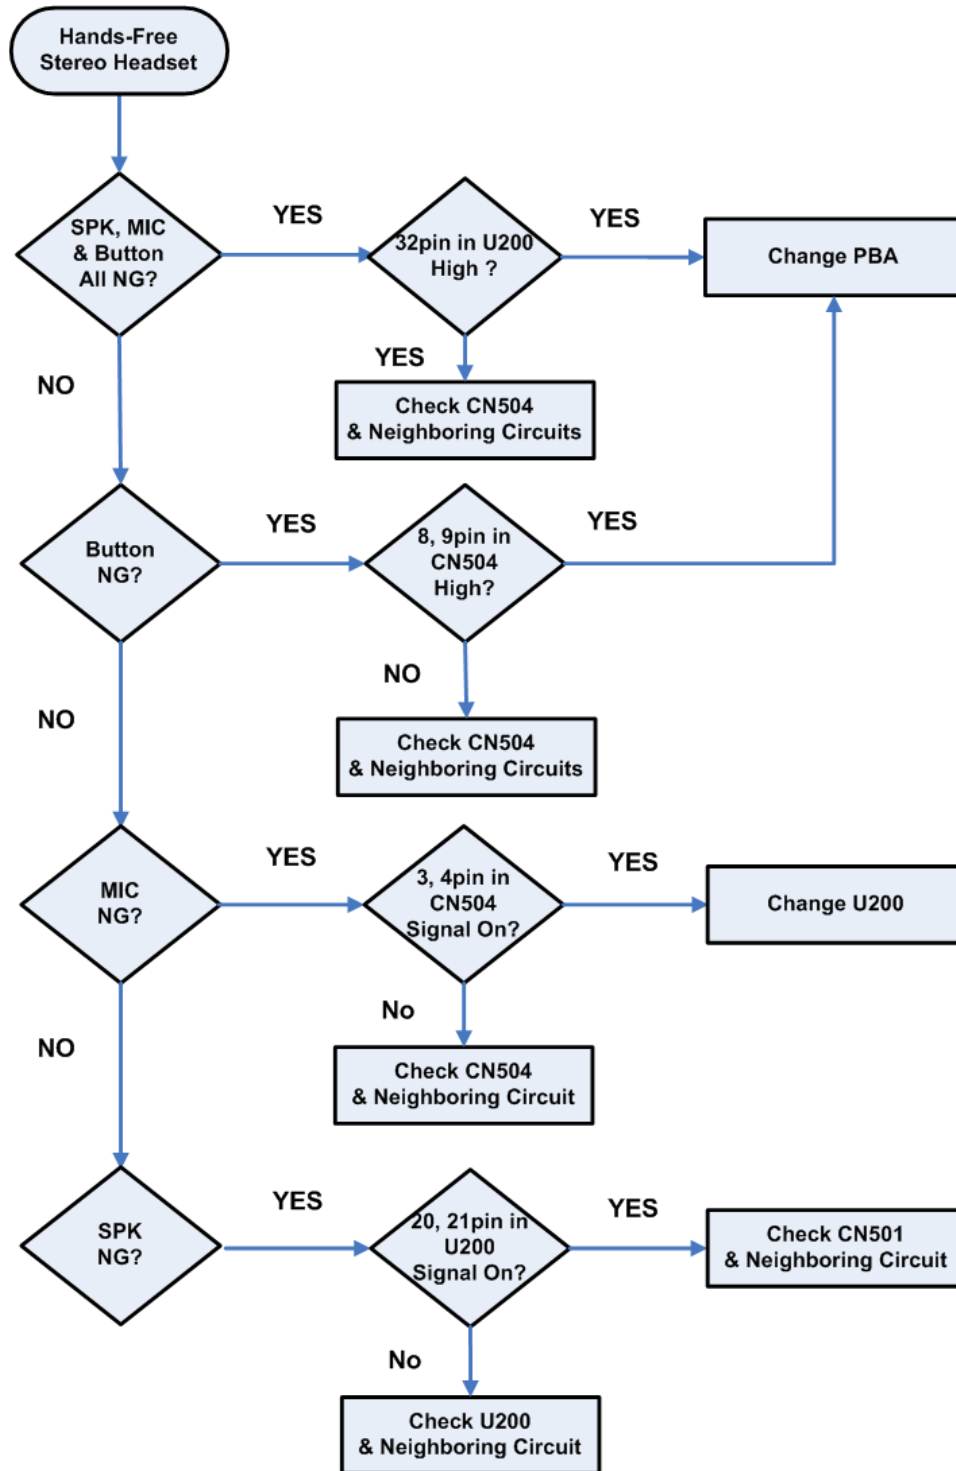 Hands-Free
Stereo Headset
SPK, MIC
& Button
All NG?
YES
32pin in U200
High ?
YES
Change PBA
YES
Check CN504
& Neighboring Circuits
NO
Button
NG?
YES
8, 9pin in
CN504
High?
YES
NO
Check CN504
& Neighboring Circuits
NO
MIC
NG?
YES
3, 4pin in
CN504
Signal On?
YES
Change U200
No
Check CN504
& Neighboring Circuit
NO
SPK
NG?
YES
20, 21pin in
U200
Signal On?
YES
Check CN501
& Neighboring Circuit
No
Check U200
& Neighboring Circuit